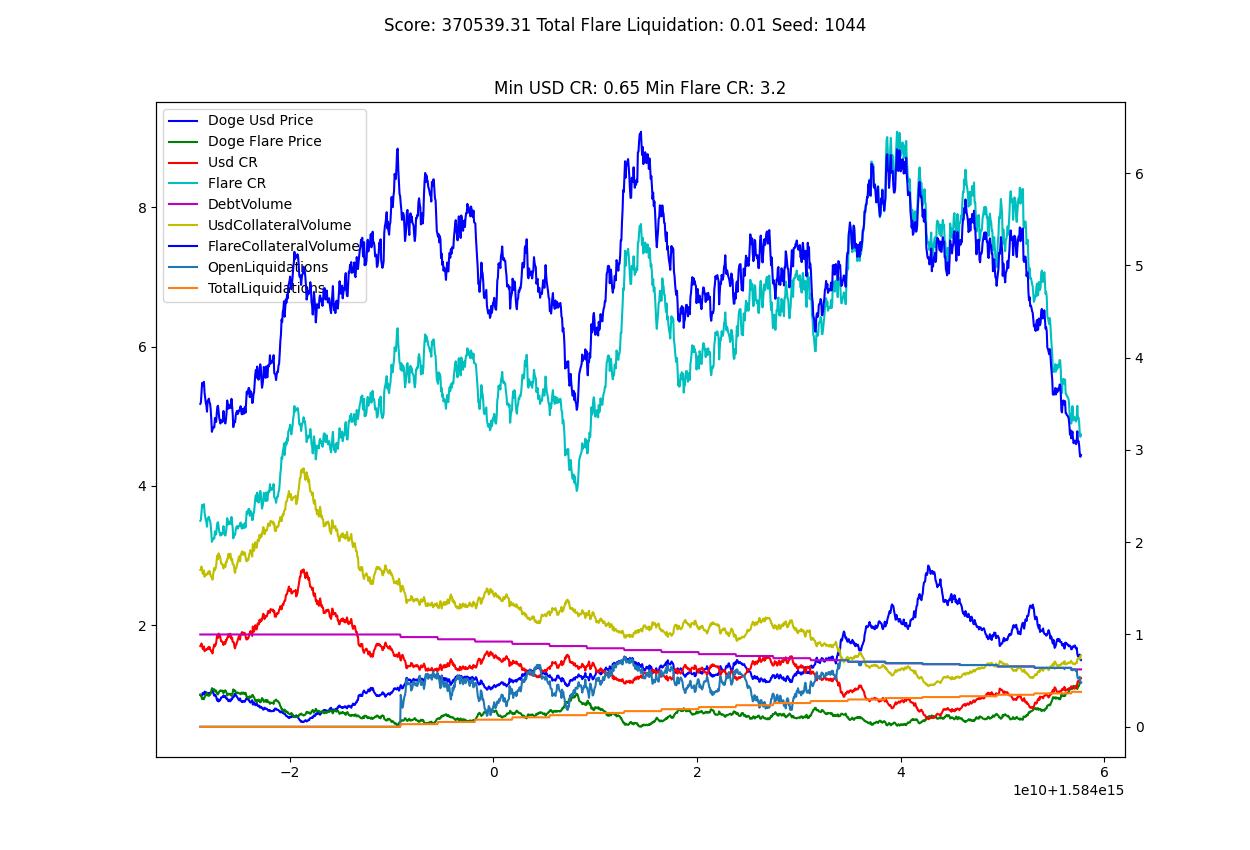 Score: 370539.31 Total Flare Liquidation: 0.01 Seed: 1044
Min USD CR: 0.65 Min Flare CR: 3.2
Doge Usd Price
Doge Flare Price
Usd CR
Flare CR
DebtVolume
UsdCollateralVolume
FlareCollateralVolume
OpenLiquidations
TotalLiquidations
8
6
4
2
6
5
4
3
2
1
0
−2
0
2
4
6
1e10+1.584e15